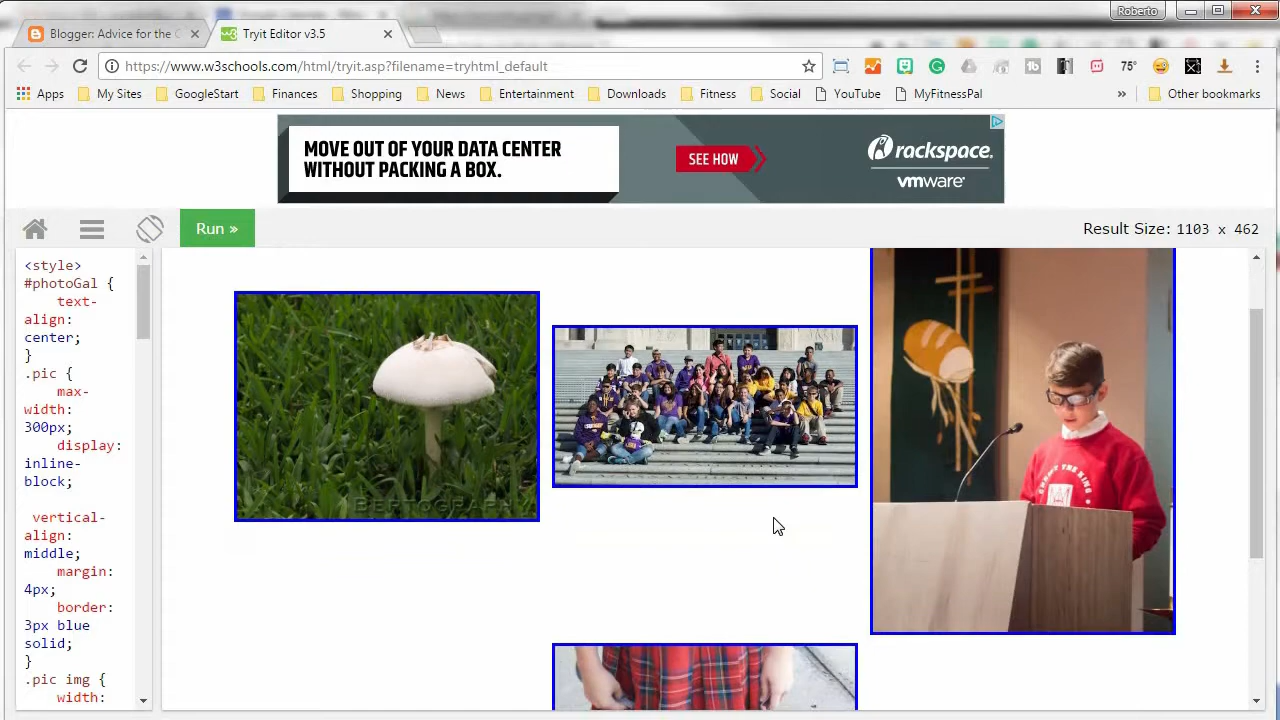 Roberto
Blogger: Advice for the C
Tryit Editor v3.5
https://www.w3schools.com/html/tryit.asp?filename=tryhtml_default
75°
Apps My Sites GoogleStart Finances Shopping News Entertainment Downloads Fitness Social YouTube MyFitnessPal » Other bookmarks
MOVE OUT OF YOUR DATA CENTER
WITHOUT PACKING A BOX.
SEE HOW
rackspace.
vmware
Run »
Result Size: 1103 x 462
<style>
#photoGal {
text-
align:
center;
}
.pic {
max-
width:
300px;
display:
inline-
block;
vertical-
align:
middle;
margin:
4px;
border:
3px blue
solid;
}
.pic img {
width:
BERTOGRAPH
CHRIST THE KING